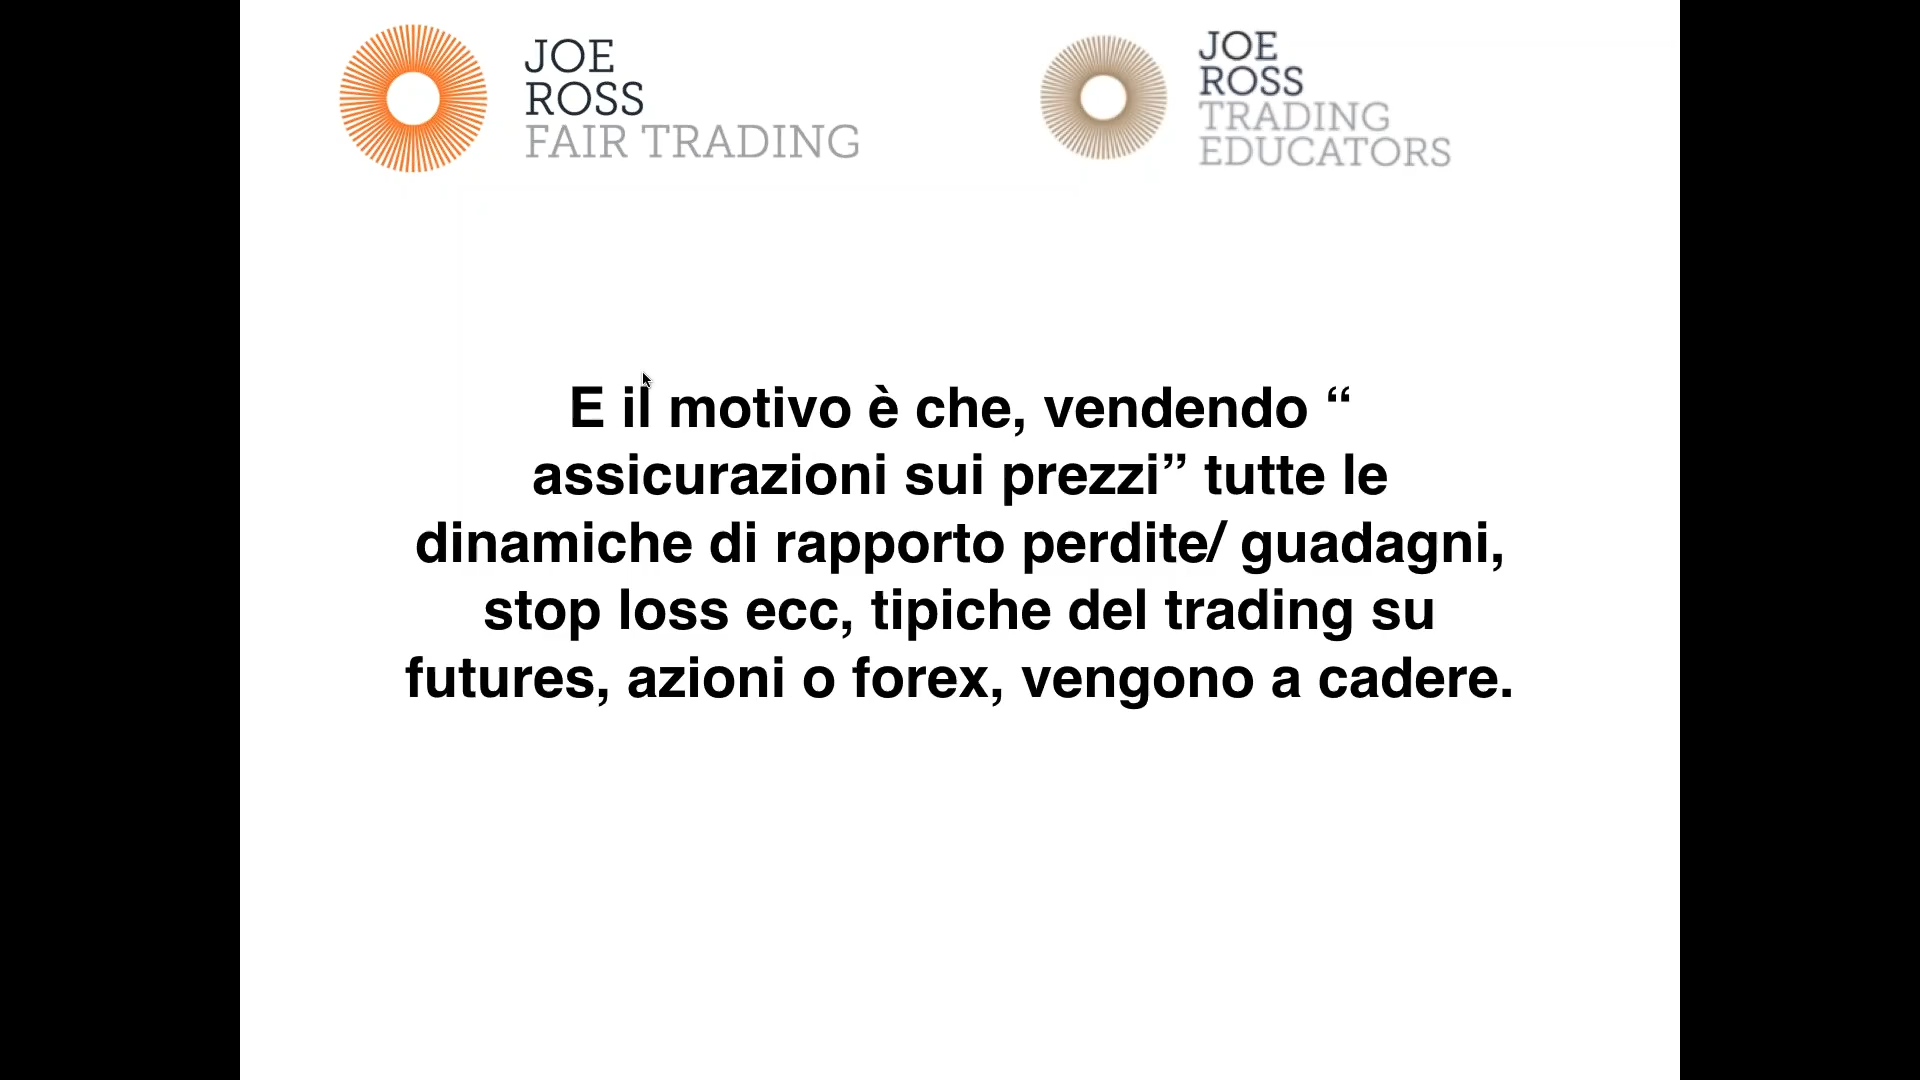 JOE
ROSS
FAIR TRADING
JOE
ROSS
TRADING
EDUCATORS
E il motivo è che, vendendo “
assicurazioni sui prezzi” tutte le
dinamiche di rapporto perdite/ guadagni,
stop loss ecc, tipiche del trading su
futures, azioni o forex, vengono a cadere.